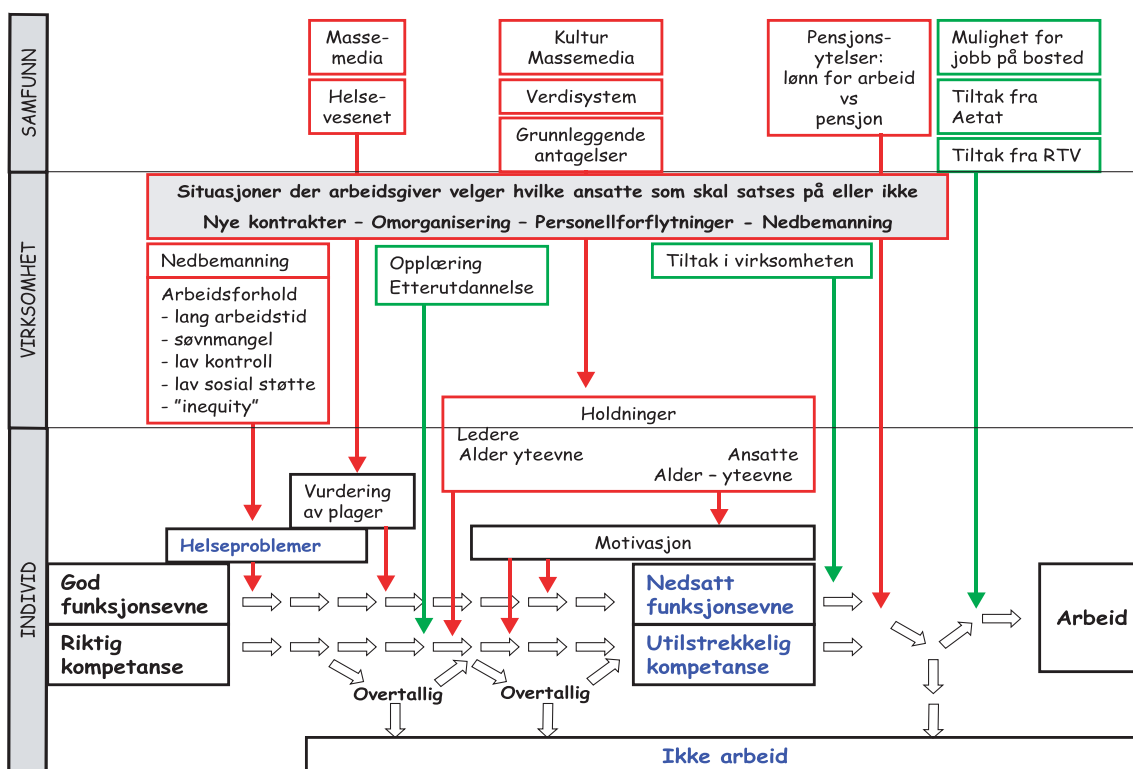 SAMFUNN
Masse-
media
Helse-
vesenet
Kultur
Massemedia
Verdisystem
Grunnleggende
antagelser
Pensjons-
ytelser:
lønn for arbeid
vs
pensjon
Mulighet for
jobb på bosted
Tiltak fra
Aetat
Tiltak fra RTV
VIRKSOMHET
Situasjoner der arbeidsgiver velger hvilke ansatte som skal satses på eller ikke
Nye kontrakter – Omorganisering – Personellforflytninger - Nedbemanning
Nedbemanning
Arbeidsforhold
- lang arbeidstid
- søvnmangel
- lav kontroll
- lav sosial støtte
- ”inequity”
Opplæring
Etterutdannelse
Tiltak i virksomheten
Holdninger
Ledere
Alder yteevne
Ansatte
Alder – yteevne
INDIVID
Vurdering
av plager
Helseproblemer
Motivasjon
God
funksjonsevne
Riktig
kompetanse
Nedsatt
funksjonsevne
Utilstrekkelig
kompetanse
Arbeid
Overtallig
Overtallig
Ikke arbeid